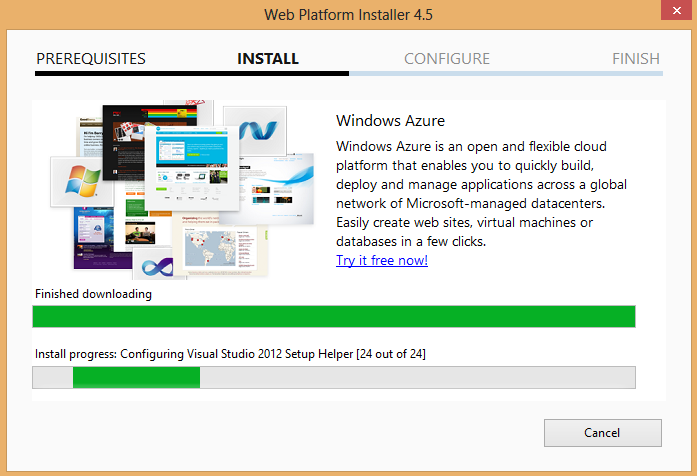 Web Platform Installer 4.5
PREREQUISITES INSTALL CONFIGURE FINISH
Windows Azure
Windows Azure is an open and flexible cloud
platform that enables you to quickly build,
deploy and manage applications across a global
network of Microsoft-managed datacenters.
Easily create web sites, virtual machines or
databases in a few clicks.
Try it free now!
Finished downloading
Install progress: Configuring Visual Studio 2012 Setup Helper [24 out of 24]
Cancel